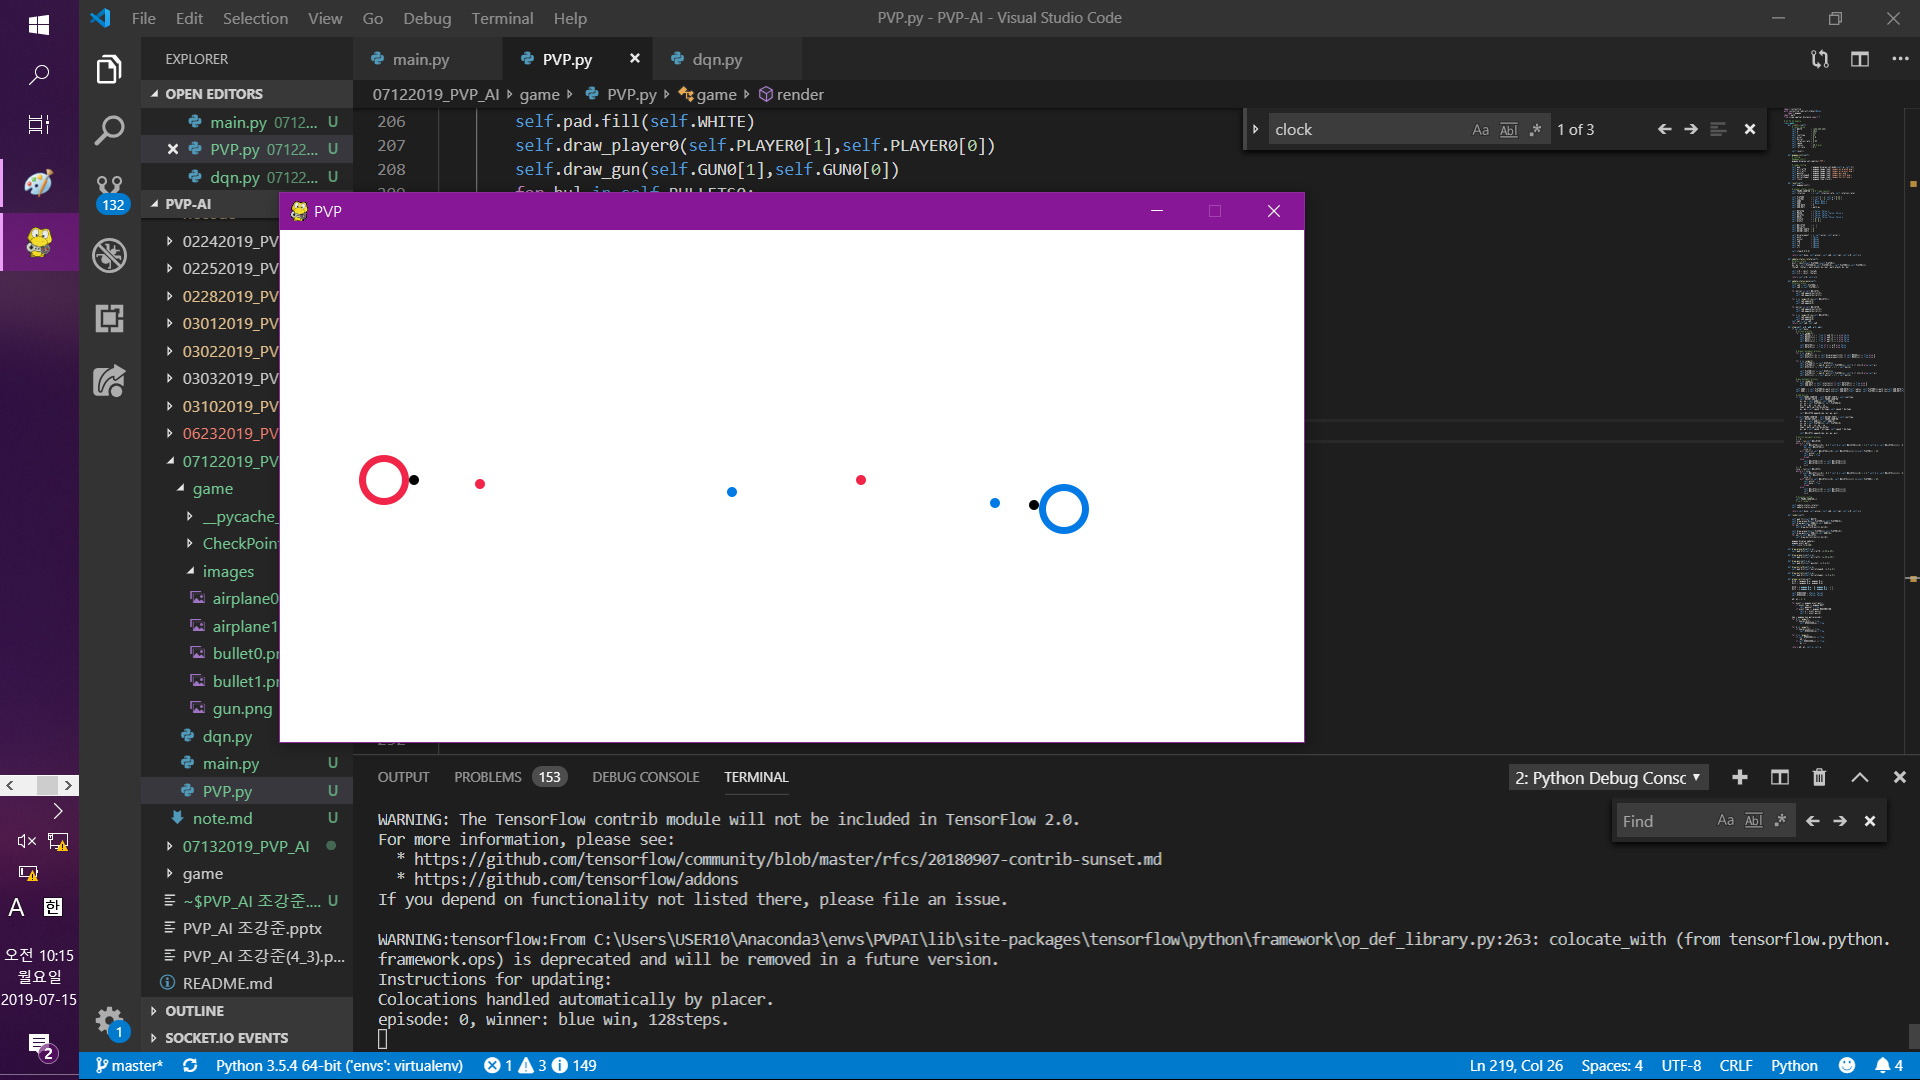 File Edit Selection View Go Debug Terminal Help
PVP.py - PVP-AI - Visual Studio Code
EXPLORER
main.py
PVP.py
dqn.py
OPEN EDITORS
main.py 0712... U
PVP.py 07122...
dqn.py 07122... U
132
07122019_PVP_AI
game
PVP.py
game
render
206 self.pad.fill(self.WHITE)
207 self.draw_player0(self.PLAYER0[1],self.PLAYER0[0])
208 self.draw_gun(self.GUN0[1],self.GUN0[0])
clock
Aa Abl .* 1 of 3
PVP
PVP-AI
02242019_PV
02252019_PV
02282019_PV
03012019_PV
03022019_PV
03032019_PV
03102019_PV
06232019_PV
07122019_PV
game
__pycache_
CheckPoin
images
airplane0
airplane1
bullet0.p
bullet1.p
gun.png
dqn.py
main.py U
PVP.py U
note.md U
07132019_PVP_AI
game
~$PVP_AI 조강준.... U
PVP_AI 조강준.pptx
PVP_AI 조강준(4_3).p...
README.md
OUTLINE
SOCKET.IO EVENTS
OUTPUT PROBLEMS 153 DEBUG CONSOLE TERMINAL
2: Python Debug Consc
Find Aa Abl .*
WARNING: The TensorFlow contrib module will not be included in TensorFlow 2.0.
For more information, please see:
* https://github.com/tensorflow/community/blob/master/rfcs/20180907-contrib-sunset.md
* https://github.com/tensorflow/addons
If you depend on functionality not listed there, please file an issue.
WARNING:tensorflow:From C:\Users\USER10\Anaconda3\envs\PVPAI\lib\site-packages\tensorflow\python\framework\op_def_library.py:263: colocate_with (from tensorflow.python.
framework.ops) is deprecated and will be removed in a future version.
Instructions for updating:
Colocations handled automatically by placer.
episode: 0, winner: blue win, 128steps.
A 한
오전 10:15
월요일
2019-07-15
2
1
master* Python 3.5.4 64-bit ('envs': virtualenv) 1 3 149
Ln 219, Col 26 Spaces: 4 UTF-8 CRLF Python 4